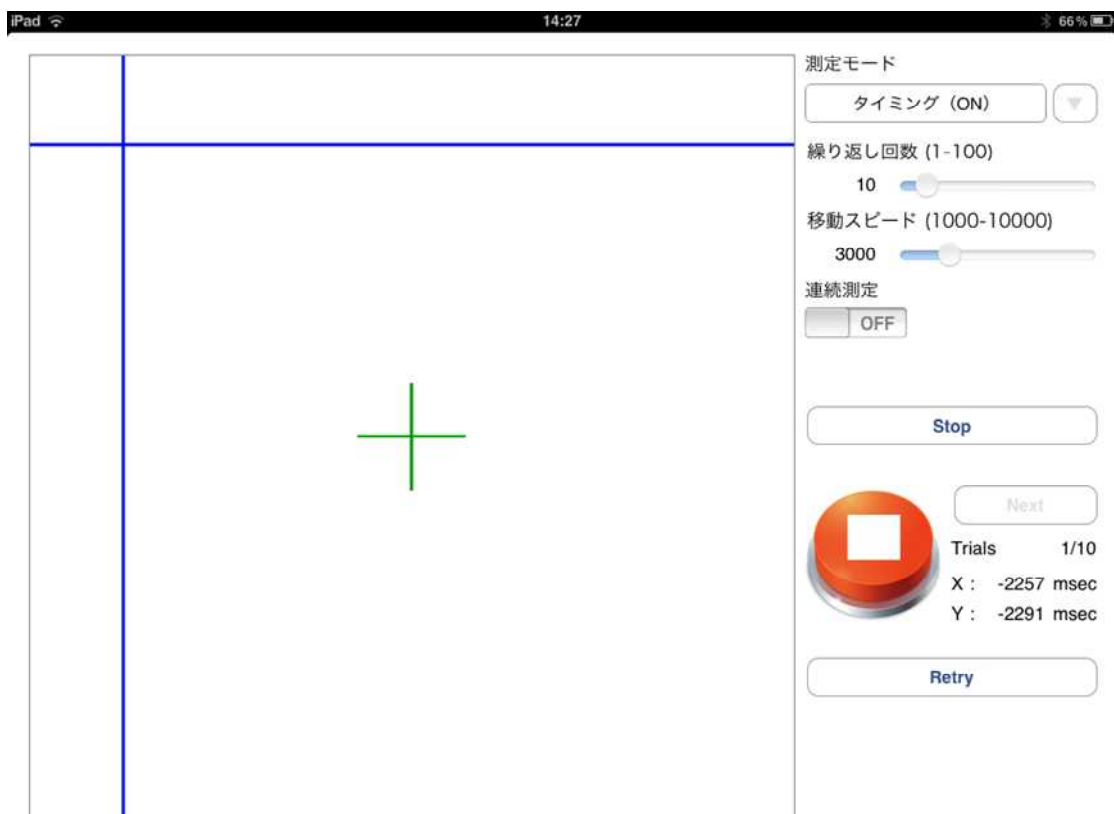 iPad 14:27 66%
測定モード
タイミング（ON）
繰り返し回数 (1-100)
10
移動スピード (1000-10000)
3000
連続測定
OFF
Stop
Next
Trials 1/10
X : -2257 msec
Y : -2291 msec
Retry